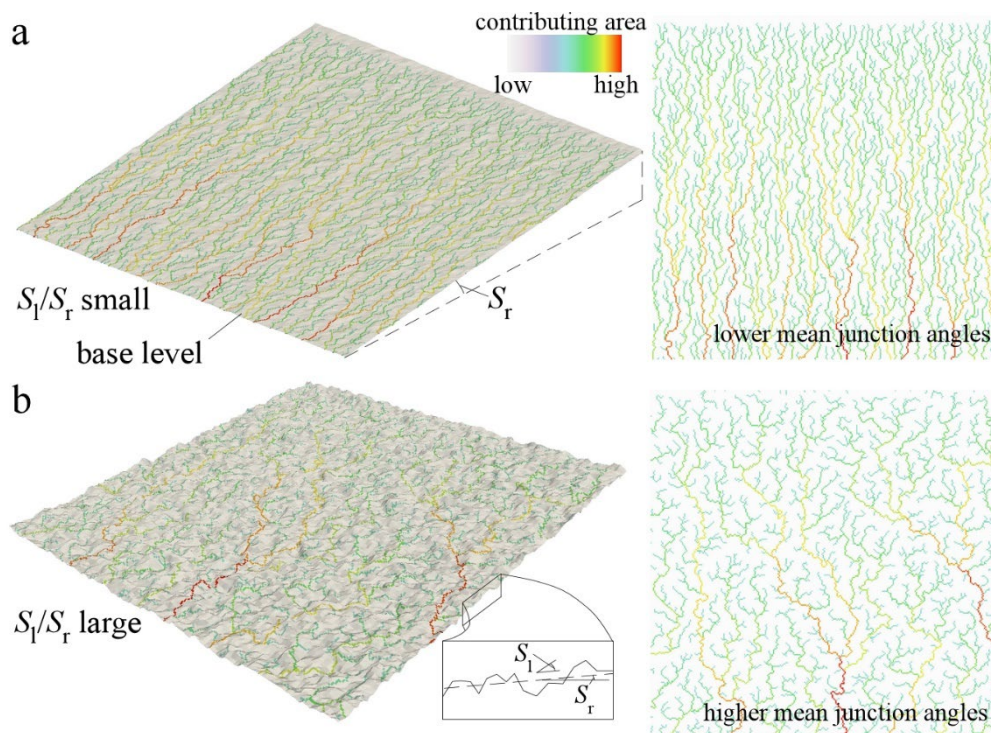 a
contributing area
low high
S_l/S_r small
base level
S_r
lower mean junction angles
b
S_l/S_r large
S_l
S_r
higher mean junction angles